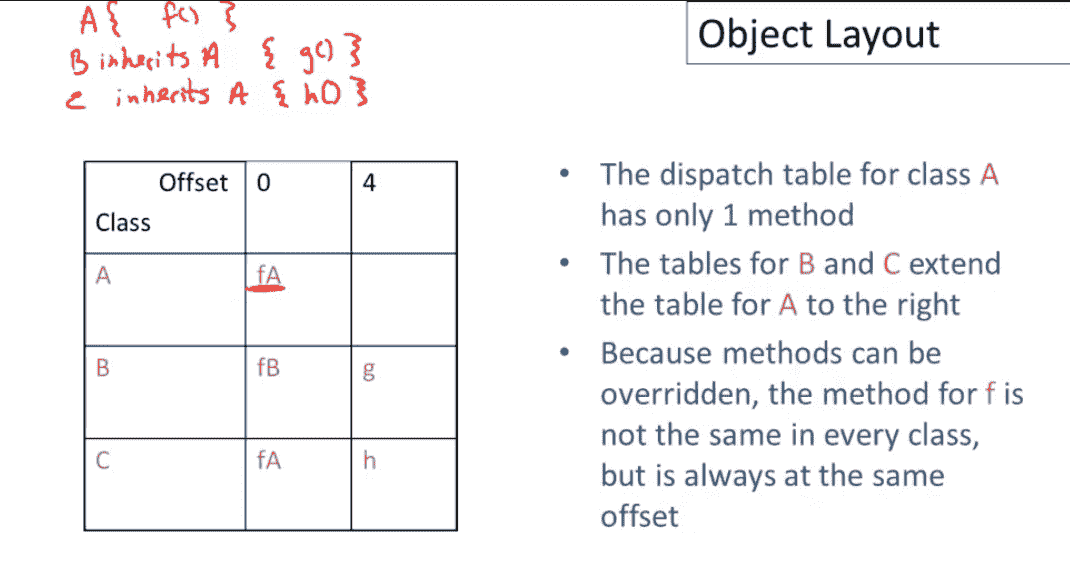 A{ f() }
B inherits A { g() }
C inherits A { h() }
Object Layout
Offset 0 4
Class
A fA
B fB g
C fA h
• The dispatch table for class A
has only 1 method
• The tables for B and C extend
the table for A to the right
• Because methods can be
overridden, the method for f is
not the same in every class,
but is always at the same
offset